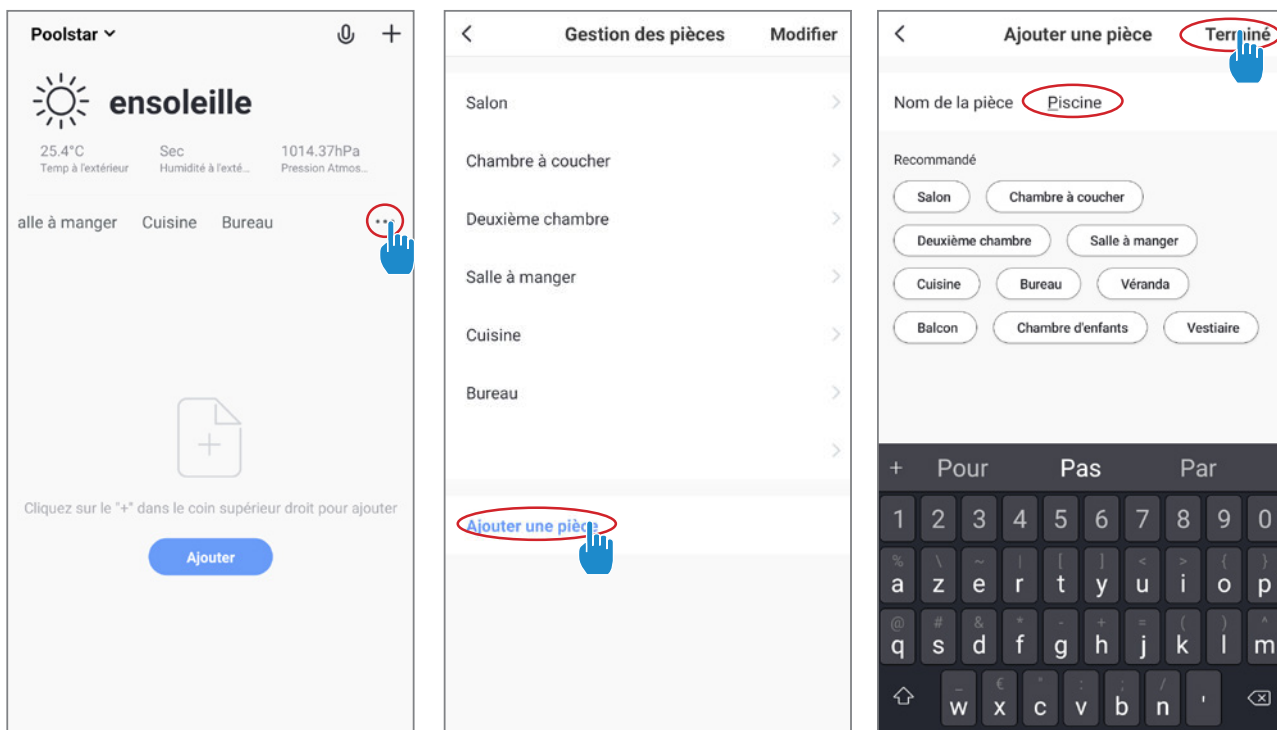 Poolstar
ensoleille
25.4°C Sec 1014.37hPa
Temp à l'extérieur Humidité à l'exté... Pression Atmos...
alle à manger Cuisine Bureau
Cliquez sur le "+" dans le coin supérieur droit pour ajouter
Ajouter
Gestion des pièces Modifier
Salon
Chambre à coucher
Deuxième chambre
Salle à manger
Cuisine
Bureau
Ajouter une pièce
Ajouter une pièce Terminé
Nom de la pièce Piscine
Recommandé
Salon Chambre à coucher
Deuxième chambre Salle à manger
Cuisine Bureau Véranda
Balcon Chambre d'enfants Vestiaire
+ Pour Pas Par
1 2 3 4 5 6 7 8 9 0
% \ ~ | [ ] < > { }
a z e r t y u i o p
@ # & * - + = ( ) ^
q s d f g h j k l m
_ € " : ; /
w x c v b n '